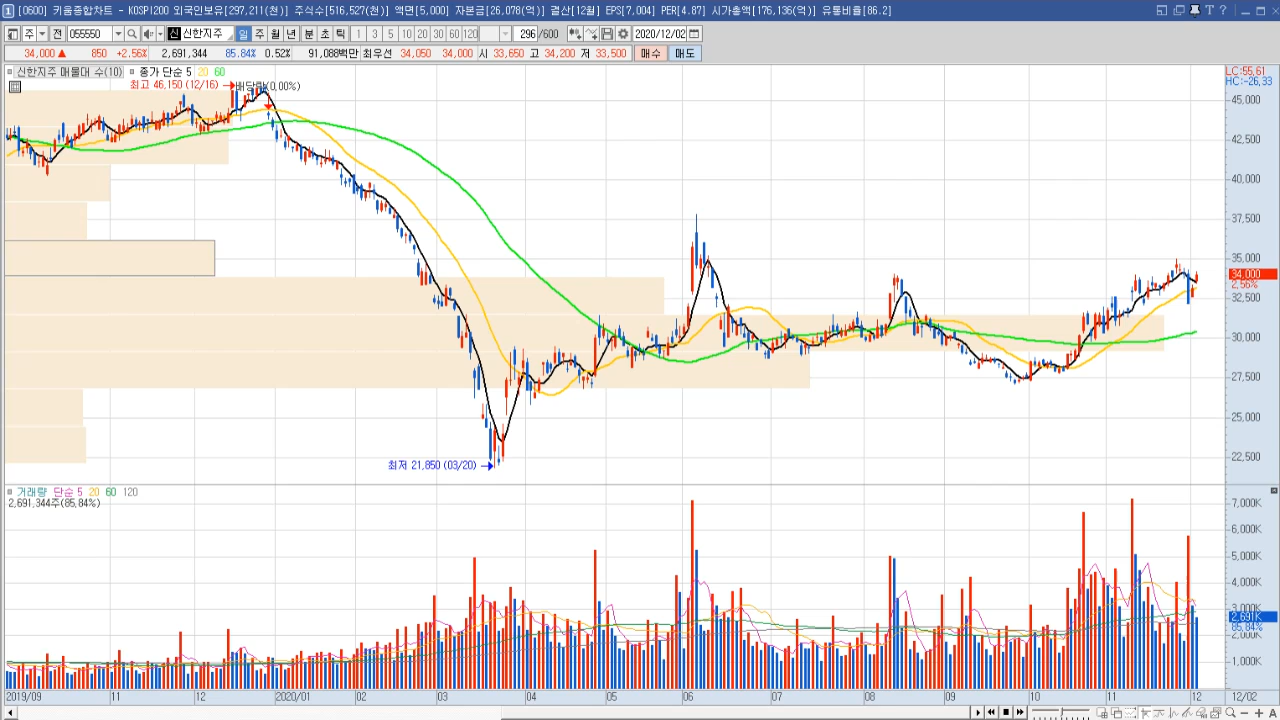 [0600] 키움종합차트 - KOSPI200 외국인보유[297,211(천)] 주식수[516,527(천)] 액면[5,000] 자본금[26,078(억)] 결산[12월] EPS[7,004] PER[4.87] 시가총액[176,136(억)] 유통비율[86.2]
주 전 055550 신 신한지주 일 주 월 년 분 초 틱 1 3 5 10 20 30 60 120 296 /600 2020/12/02
34,000 ▲ 850 +2.56% 2,691,344 85.84% 0.52% 91,088백만 최우선 34,050 34,000 시 33,650 고 34,200 저 33,500 매수 매도
신한지주 매물대 수(10) 종가 단순 5 20 60
LC:55.61
HC:-26.33
최고 46,150 (12/16) → 배당락(0.00%)
45,000
42,500
40,000
37,500
35,000
34,000
2.56%
32,500
30,000
27,500
25,000
22,500
최저 21,850 (03/20) →
거래량 단순 5 20 60 120
2,691,344주(85.84%)
7,000K
6,000K
5,000K
4,000K
3,000K
2,691K
2,000K
1,000K
2019/09 11 12 2020/01 02 03 04 05 06 07 08 09 10 11 12 12/02